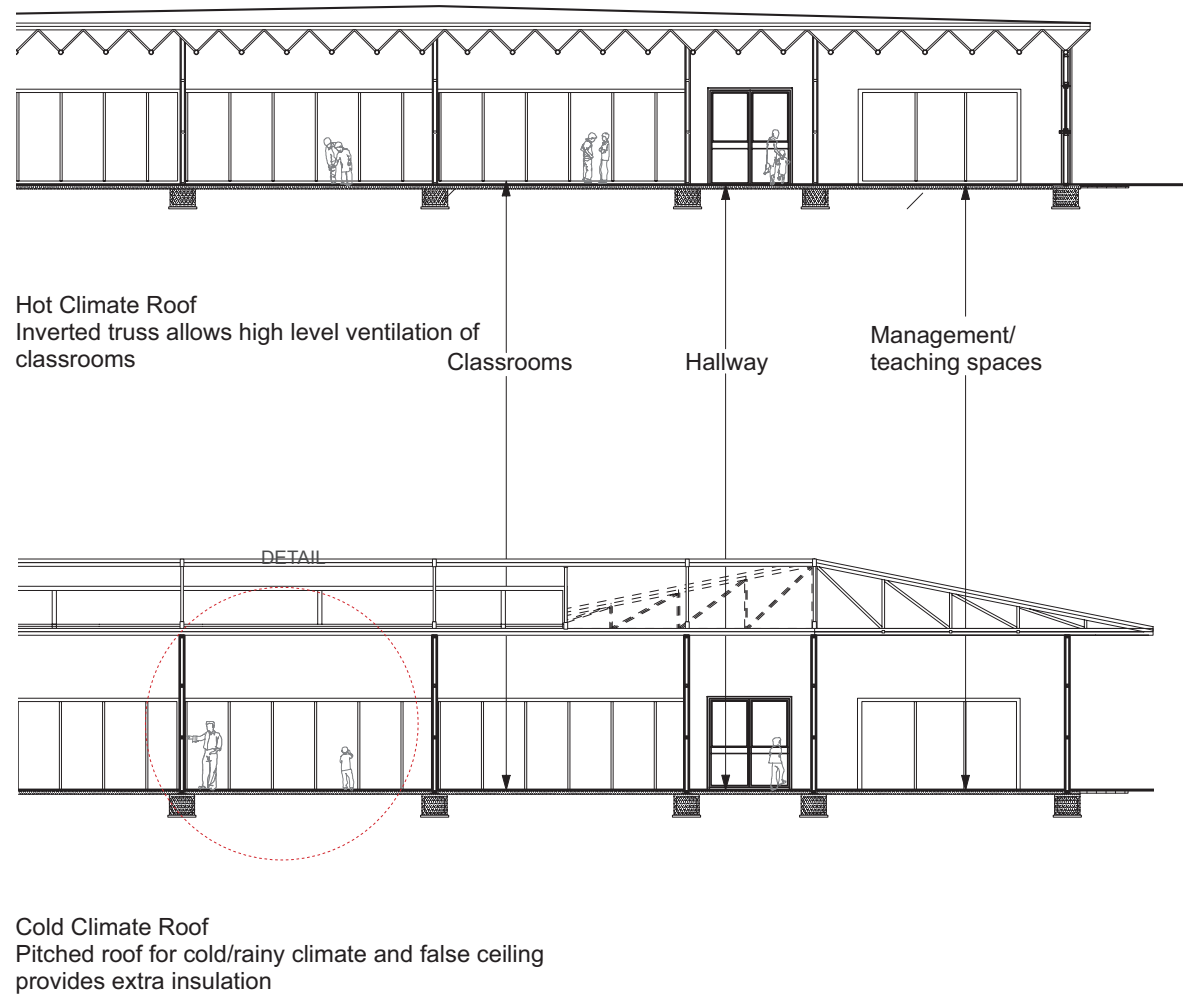 Hot Climate Roof
Inverted truss allows high level ventilation of
classrooms
Classrooms
Hallway
Management/
teaching spaces
DETAIL
Cold Climate Roof
Pitched roof for cold/rainy climate and false ceiling
provides extra insulation